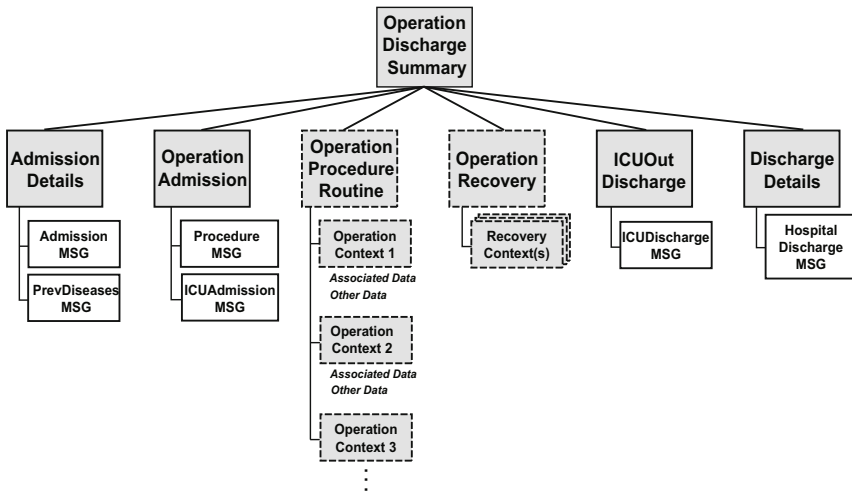 Operation
Discharge
Summary
Admission
Details
Operation
Admission
Operation
Procedure
Routine
Operation
Recovery
ICUOut
Discharge
Discharge
Details
Admission
MSG
PrevDiseases
MSG
Procedure
MSG
ICUAdmission
MSG
Operation
Context 1
Associated Data
Other Data
Operation
Context 2
Associated Data
Other Data
Operation
Context 3
Recovery
Context(s)
ICUDischarge
MSG
Hospital
Discharge
MSG